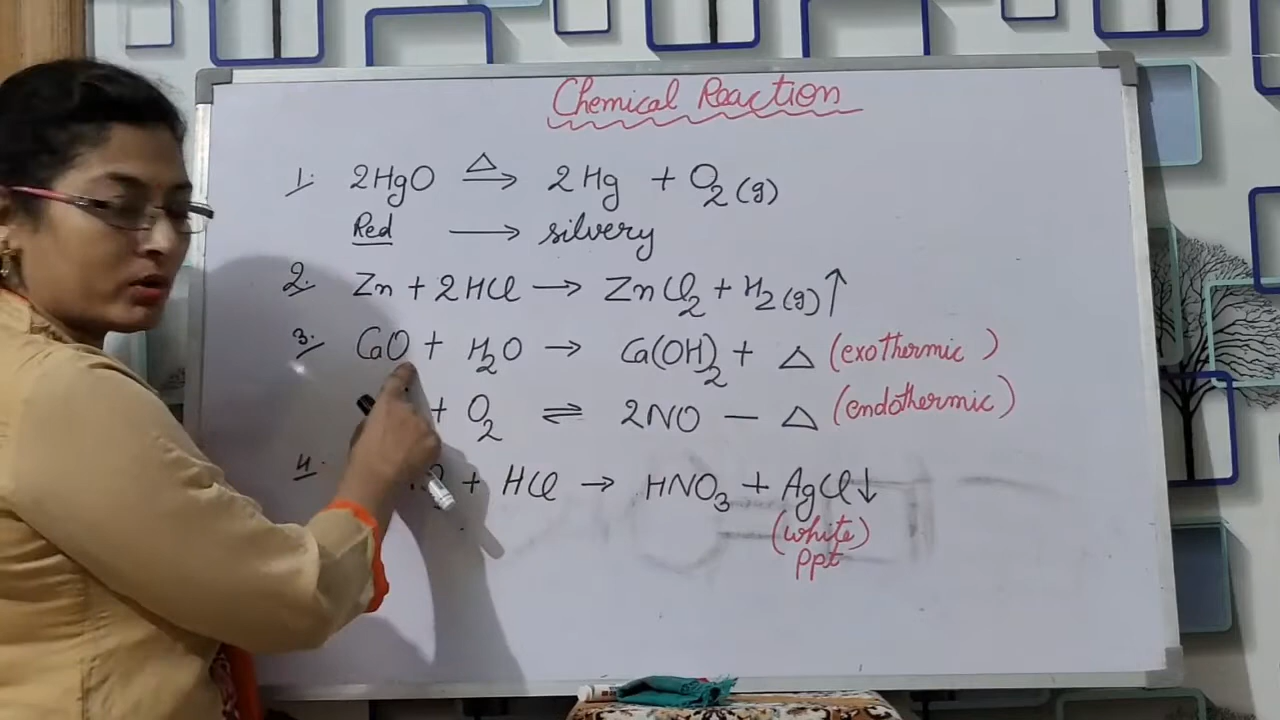 Chemical Reaction
1. 2HgO △→ 2Hg + O₂(g)
Red → silvery
2. Zn + 2HCl → ZnCl₂ + H₂(g)↑
3. CaO + H₂O → Ca(OH)₂ + △ (exothermic)
+ O₂ ⇌ 2NO — △ (endothermic)
4. + HCl → HNO₃ + AgCl↓
(white)
ppt